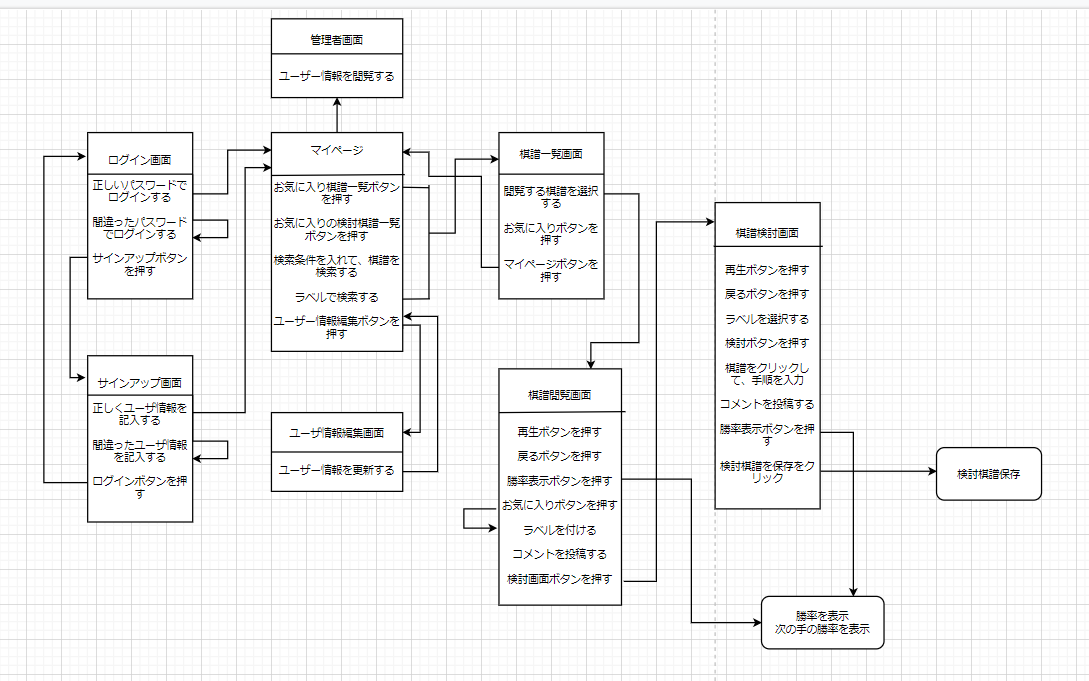 管理者画面
ユーザー情報を閲覧する
ログイン画面
正しいパスワードで
ログインする
間違ったパスワード
でログインする
サインアップボタン
を押す
マイページ
お気に入り棋譜一覧ボタン
を押す
お気に入りの検討棋譜一覧
ボタンを押す
検索条件を入れて、棋譜を
検索する
ラベルで検索する
ユーザー情報編集ボタンを
押す
棋譜一覧画面
閲覧する棋譜を選択
する
お気に入りボタンを
押す
マイページボタンを
押す
棋譜検討画面
再生ボタンを押す
戻るボタンを押す
ラベルを選択する
検討ボタンを押す
棋譜をクリックし
て、手順を入力
コメントを投稿する
勝率表示ボタンを押
す
検討棋譜を保存をク
リック
サインアップ画面
正しくユーザ情報を
記入する
間違ったユーザ情報
を記入する
ログインボタンを押
す
ユーザ情報編集画面
ユーザー情報を更新する
棋譜閲覧画面
再生ボタンを押す
戻るボタンを押す
勝率表示ボタンを押す
お気に入りボタンを押す
ラベルを付ける
コメントを投稿する
検討画面ボタンを押す
検討棋譜保存
勝率を表示
次の手の勝率を表示